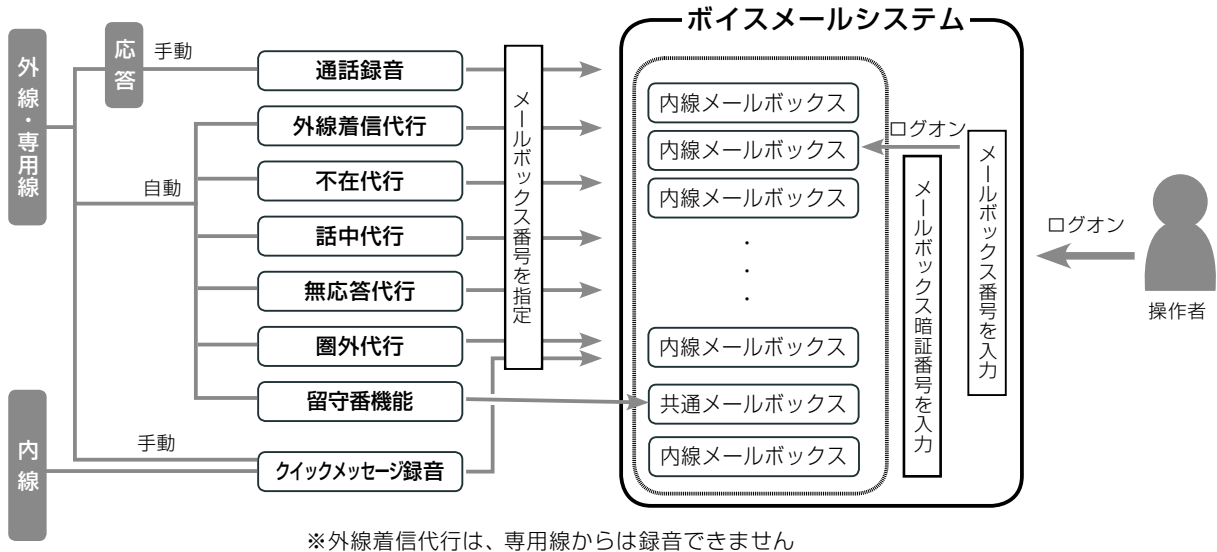 ボイスメールシステム
外線・専用線
応答
手動
通話録音
外線着信代行
自動
不在代行
話中代行
無応答代行
圏外代行
留守番機能
内線
手動
クイックメッセージ録音
メールボックス番号を指定
内線メールボックス
内線メールボックス
内線メールボックス
・
・
・
内線メールボックス
共通メールボックス
内線メールボックス
ログオン
メールボックス暗証番号を入力
メールボックス番号を入力
ログオン
操作者
※外線着信代行は、専用線からは録音できません